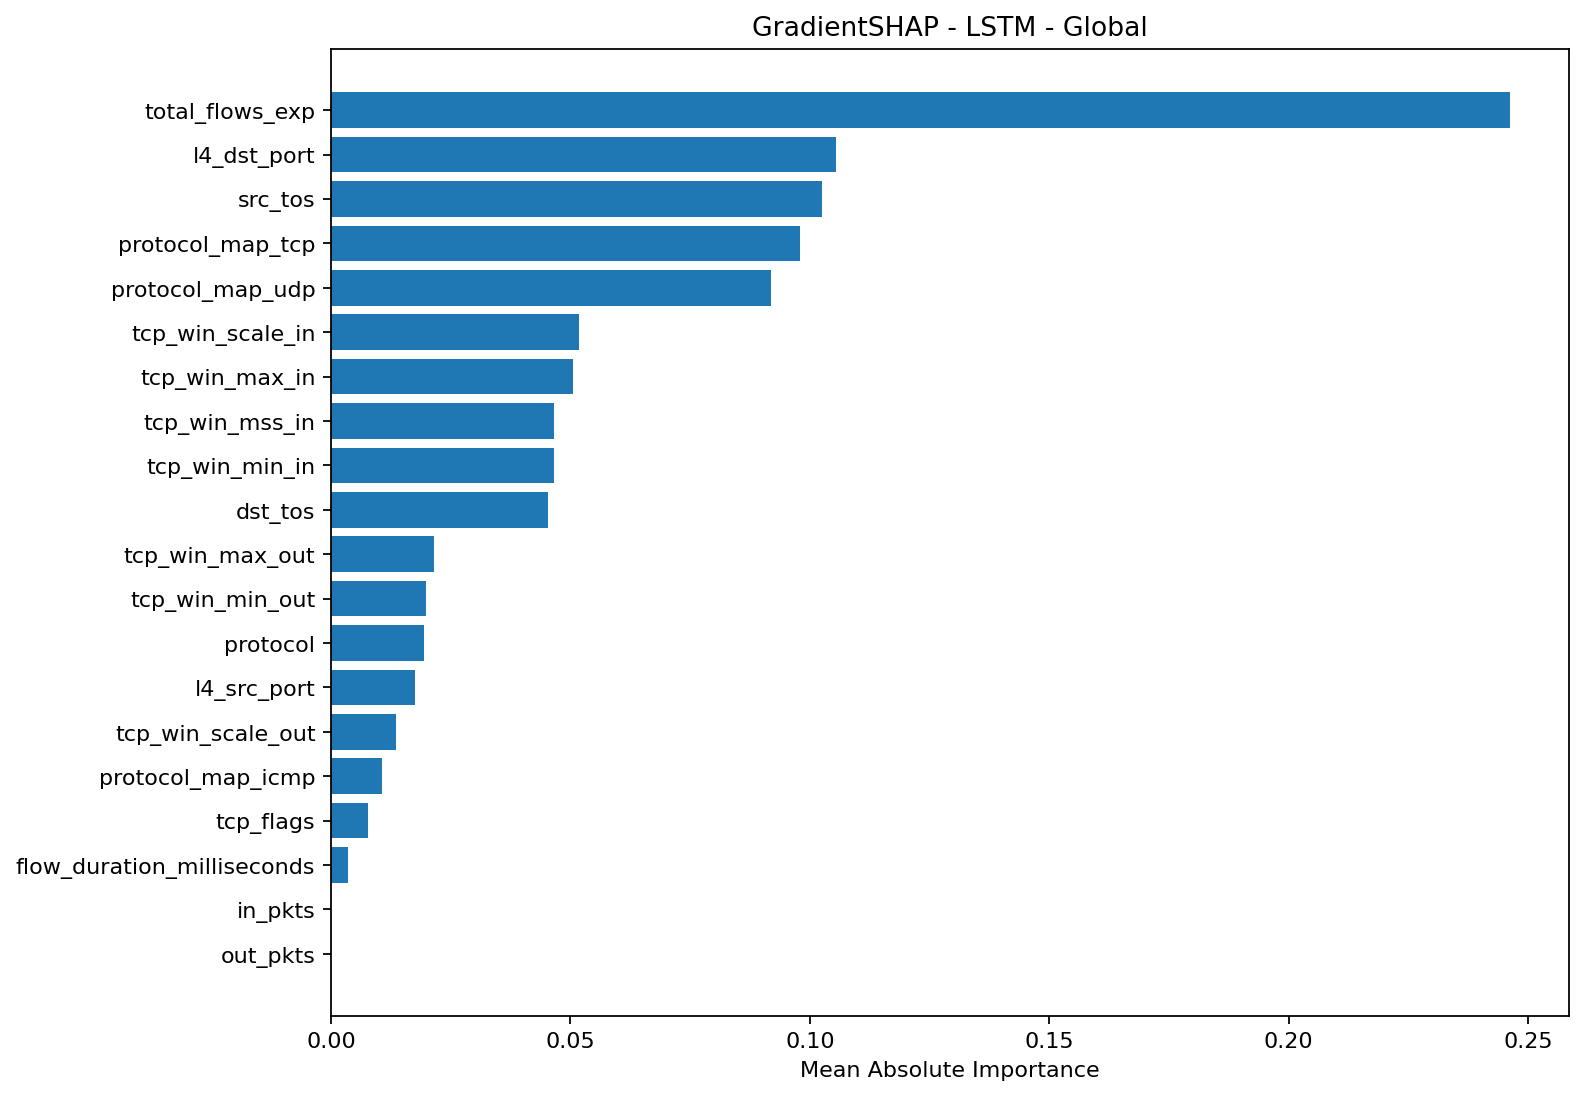 GradientSHAP - LSTM - Global
total_flows_exp
l4_dst_port
src_tos
protocol_map_tcp
protocol_map_udp
tcp_win_scale_in
tcp_win_max_in
tcp_win_mss_in
tcp_win_min_in
dst_tos
tcp_win_max_out
tcp_win_min_out
protocol
l4_src_port
tcp_win_scale_out
protocol_map_icmp
tcp_flags
flow_duration_milliseconds
in_pkts
out_pkts
0.00 0.05 0.10 0.15 0.20 0.25
Mean Absolute Importance